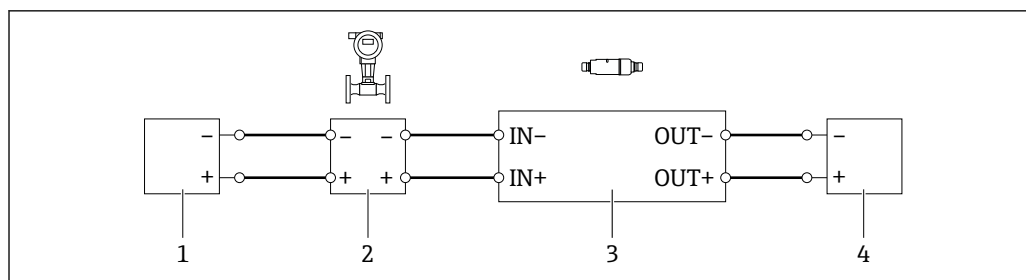 − − − IN− OUT− −
+ + + IN+ OUT+ +
1 2 3 4